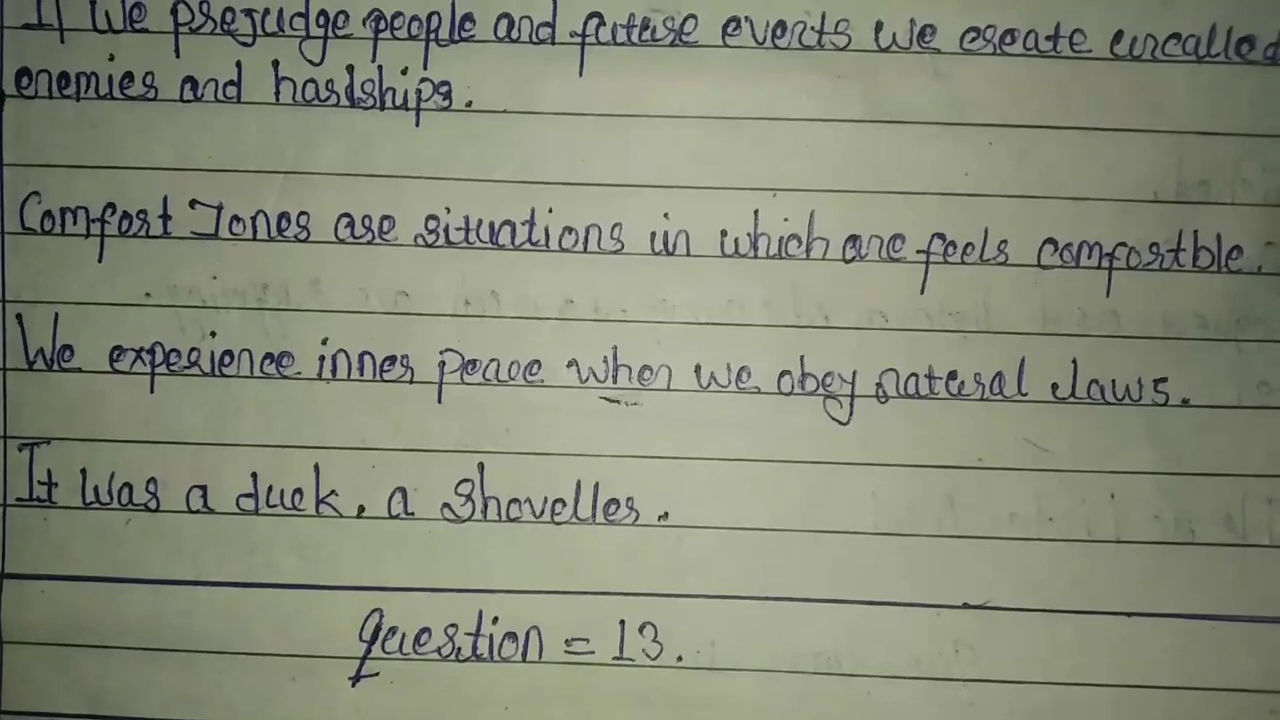 If we prejudge people and future events we create uncalled
enemies and hardships.
Comfort Zones are situations in which one feels comfortble.
We experience inner peace when we obey natural laws.
It was a duck, a Shoveller.
Question = 13.